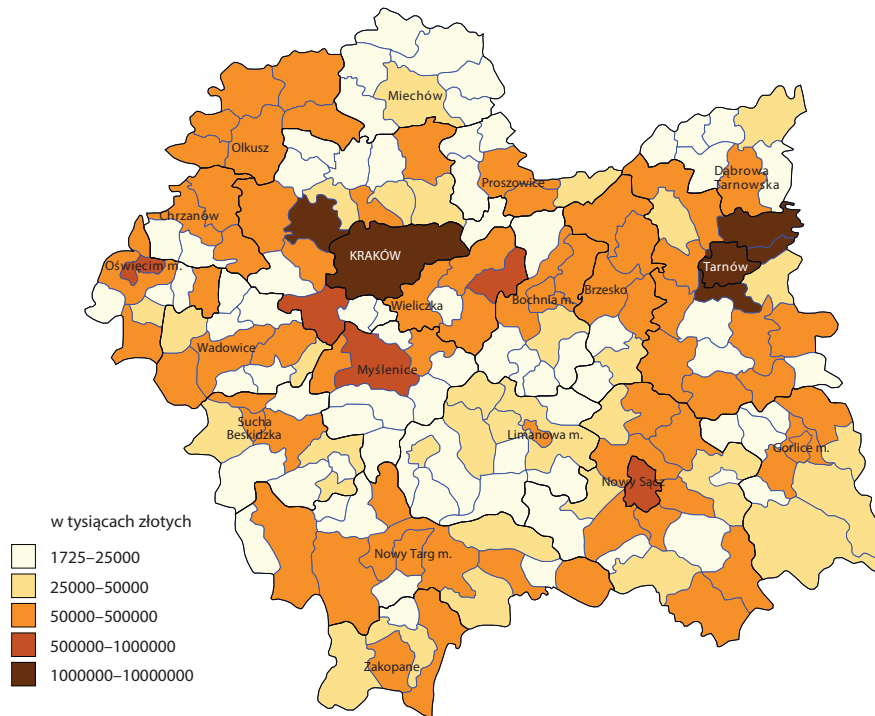 Miechów
Olkusz
Proszowice
Dąbrowa
Tarnowska
Chrzanów
KRAKÓW
Oświęcim m.
Tarnów
Wieliczka
Bochnia m.
Brzesko
Wadowice
Myślenice
Sucha
Beskidzka
Limanowa m.
Gorlice m.
Nowy Sącz
Nowy Targ m.
Zakopane
w tysiącach złotych
1725–25000
25000–50000
50000–500000
500000–1000000
1000000–10000000